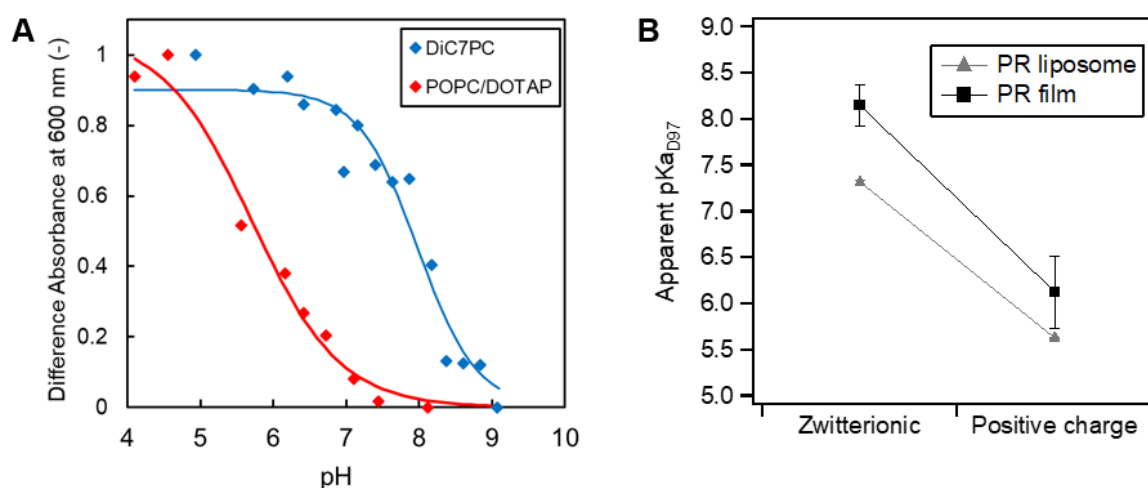 A
Difference Absorbance at 600 nm (-)
1
0.8
0.6
0.4
0.2
0
4 5 6 7 8 9 10
pH
DiC7PC
POPC/DOTAP
B
Apparent pKa_D97
9.0
8.5
8.0
7.5
7.0
6.5
6.0
5.5
5.0
Zwitterionic Positive charge
PR liposome
PR film